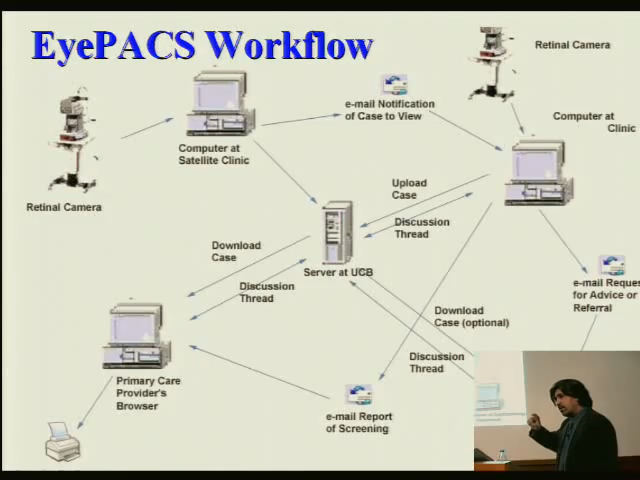 EyePACS Workflow
Retinal Camera
e-mail Notification
of Case to View
Computer at
Clinic
Computer at
Satellite Clinic
Retinal Camera
Upload
Case
Discussion
Thread
Download
Case
Server at UCB
Discussion
Thread
for Advice or
Referral
e-mail
Download
Case (optional)
Discussion
Thread
Primary Care
Provider's
Browser
e-mail Report
of Screening